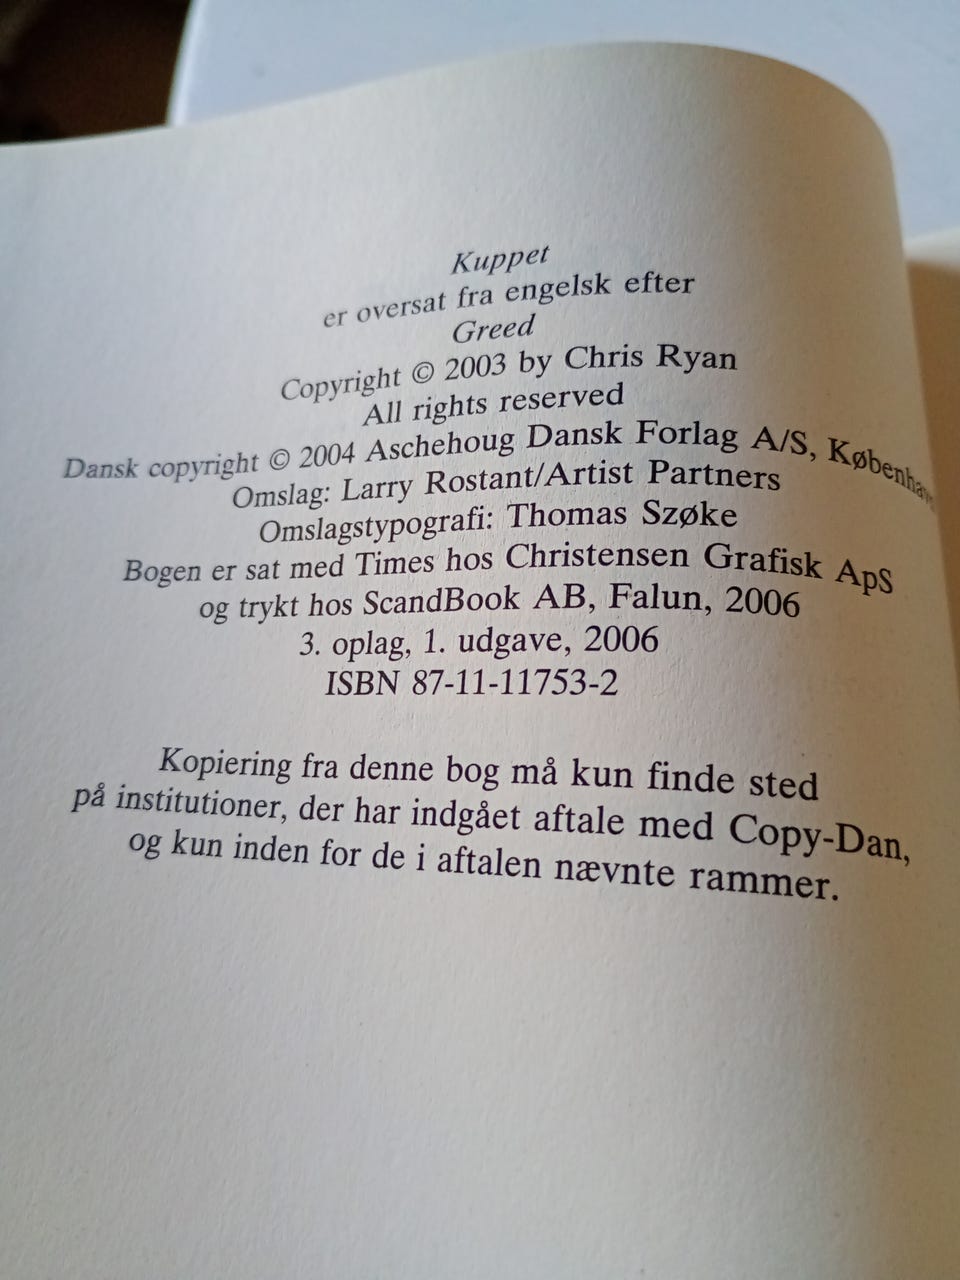 Kuppet
er oversat fra engelsk efter
Greed
Copyright © 2003 by Chris Ryan
All rights reserved
Dansk copyright © 2004 Aschehoug Dansk Forlag A/S, København
Omslag: Larry Rostant/Artist Partners
Omslagstypografi: Thomas Szøke
Bogen er sat med Times hos Christensen Grafisk ApS
og trykt hos ScandBook AB, Falun, 2006
3. oplag, 1. udgave, 2006
ISBN 87-11-11753-2
Kopiering fra denne bog må kun finde sted
på institutioner, der har indgået aftale med Copy-Dan,
og kun inden for de i aftalen nævnte rammer.